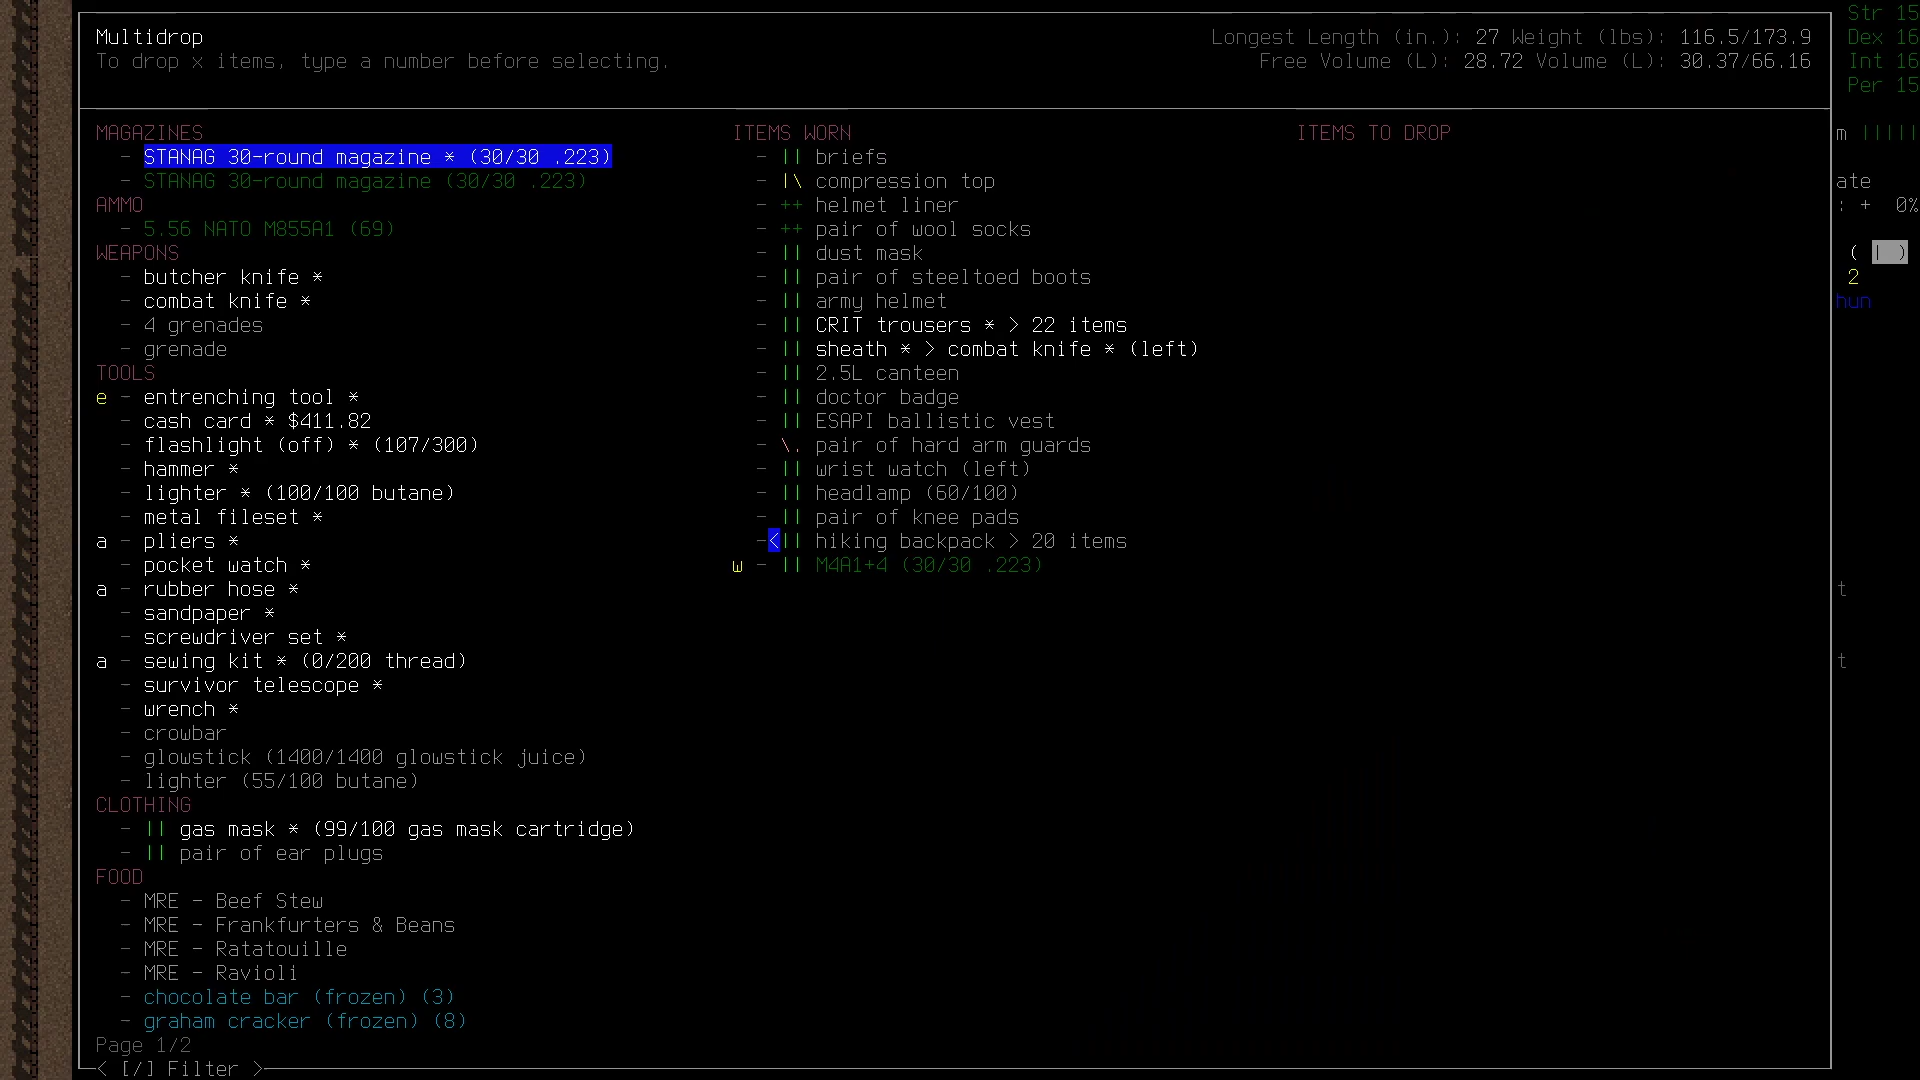 Multidrop
To drop x items, type a number before selecting.
Longest Length (in.): 27 Weight (lbs): 116.5/173.9
Free Volume (L): 28.72 Volume (L): 30.37/66.16
MAGAZINES
- STANAG 30-round magazine * (30/30 .223)
- STANAG 30-round magazine (30/30 .223)
AMMO
- 5.56 NATO M855A1 (69)
WEAPONS
- butcher knife *
- combat knife *
- 4 grenades
- grenade
TOOLS
e - entrenching tool *
- cash card * $411.82
- flashlight (off) * (107/300)
- hammer *
- lighter * (100/100 butane)
- metal fileset *
a - pliers *
- pocket watch *
a - rubber hose *
- sandpaper *
- screwdriver set *
a - sewing kit * (0/200 thread)
- survivor telescope *
- wrench *
- crowbar
- glowstick (1400/1400 glowstick juice)
- lighter (55/100 butane)
CLOTHING
- || gas mask * (99/100 gas mask cartridge)
- || pair of ear plugs
FOOD
- MRE - Beef Stew
- MRE - Frankfurters & Beans
- MRE - Ratatouille
- MRE - Ravioli
- chocolate bar (frozen) (3)
- graham cracker (frozen) (8)
Page 1/2
< [/] Filter >
ITEMS WORN
- || briefs
- |\ compression top
- ++ helmet liner
- ++ pair of wool socks
- || dust mask
- || pair of steeltoed boots
- || army helmet
- || CRIT trousers * > 22 items
- || sheath * > combat knife * (left)
- || 2.5L canteen
- || doctor badge
- || ESAPI ballistic vest
- \. pair of hard arm guards
- || wrist watch (left)
- || headlamp (60/100)
- || pair of knee pads
-<|| hiking backpack > 20 items
w - || M4A1+4 (30/30 .223)
ITEMS TO DROP
Str 15
Dex 16
Int 16
Per 15
m |||||
ate
: + 0%
( | )
2
hun
t
t